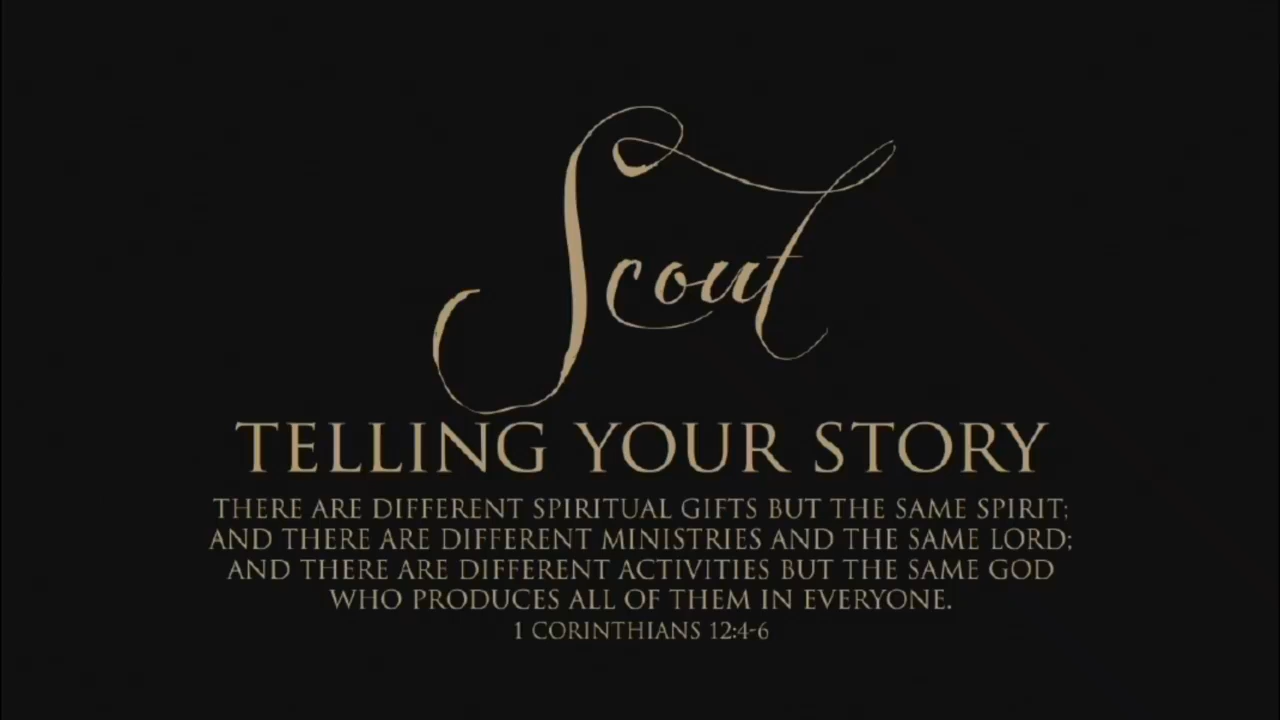 Scout
TELLING YOUR STORY
THERE ARE DIFFERENT SPIRITUAL GIFTS BUT THE SAME SPIRIT;
AND THERE ARE DIFFERENT MINISTRIES AND THE SAME LORD;
AND THERE ARE DIFFERENT ACTIVITIES BUT THE SAME GOD
WHO PRODUCES ALL OF THEM IN EVERYONE.
1 CORINTHIANS 12:4-6